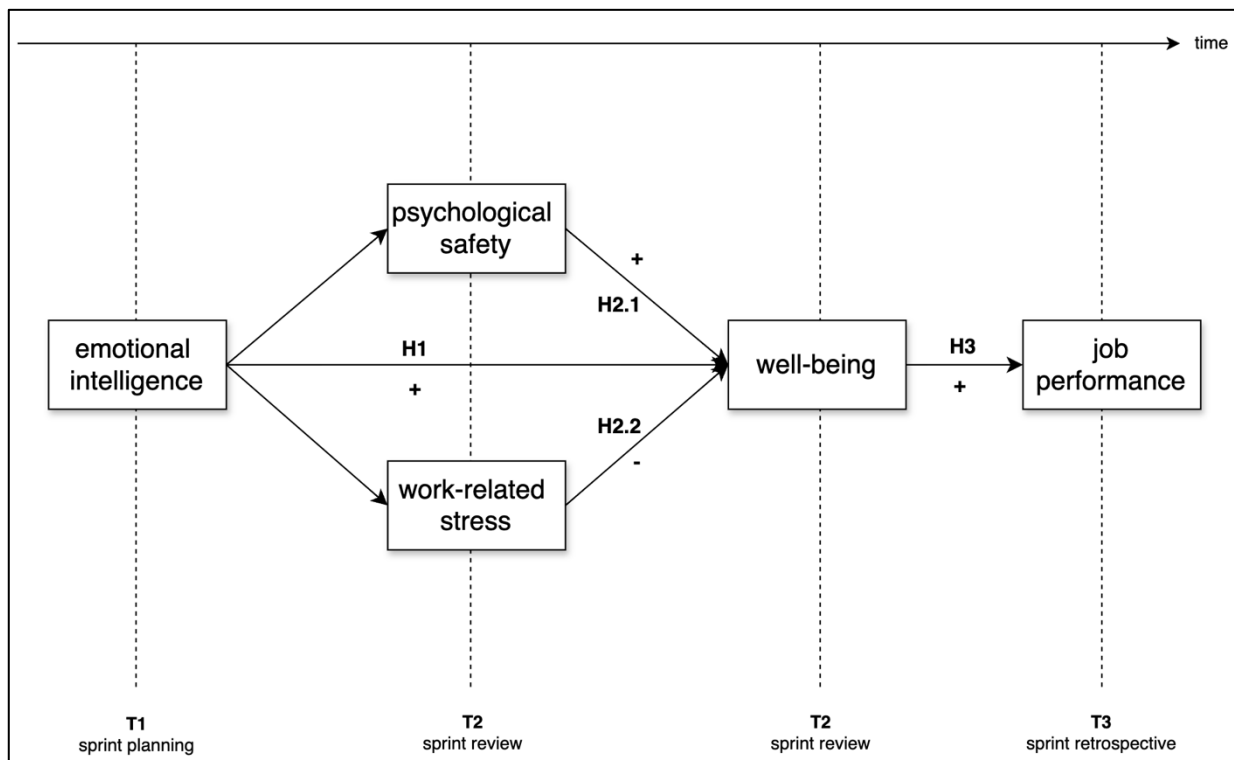 time
psychological
safety
+
H2.1
emotional
intelligence
H1
+
well-being
H3
+
job
performance
H2.2
-
work-related
stress
T1
sprint planning
T2
sprint review
T2
sprint review
T3
sprint retrospective